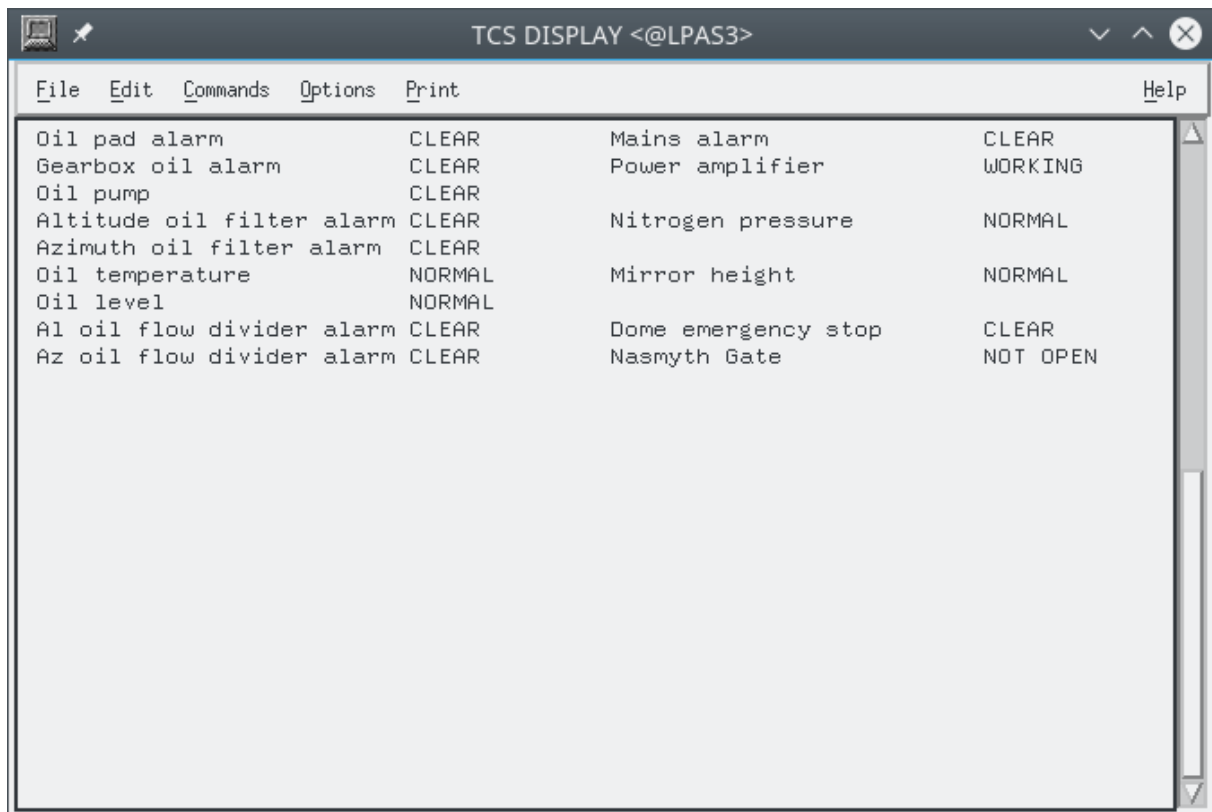 TCS DISPLAY <@LPAS3>
File Edit Commands Options Print Help
Oil pad alarm CLEAR Mains alarm CLEAR
Gearbox oil alarm CLEAR Power amplifier WORKING
Oil pump CLEAR
Altitude oil filter alarm CLEAR Nitrogen pressure NORMAL
Azimuth oil filter alarm CLEAR
Oil temperature NORMAL Mirror height NORMAL
Oil level NORMAL
Al oil flow divider alarm CLEAR Dome emergency stop CLEAR
Az oil flow divider alarm CLEAR Nasmyth Gate NOT OPEN